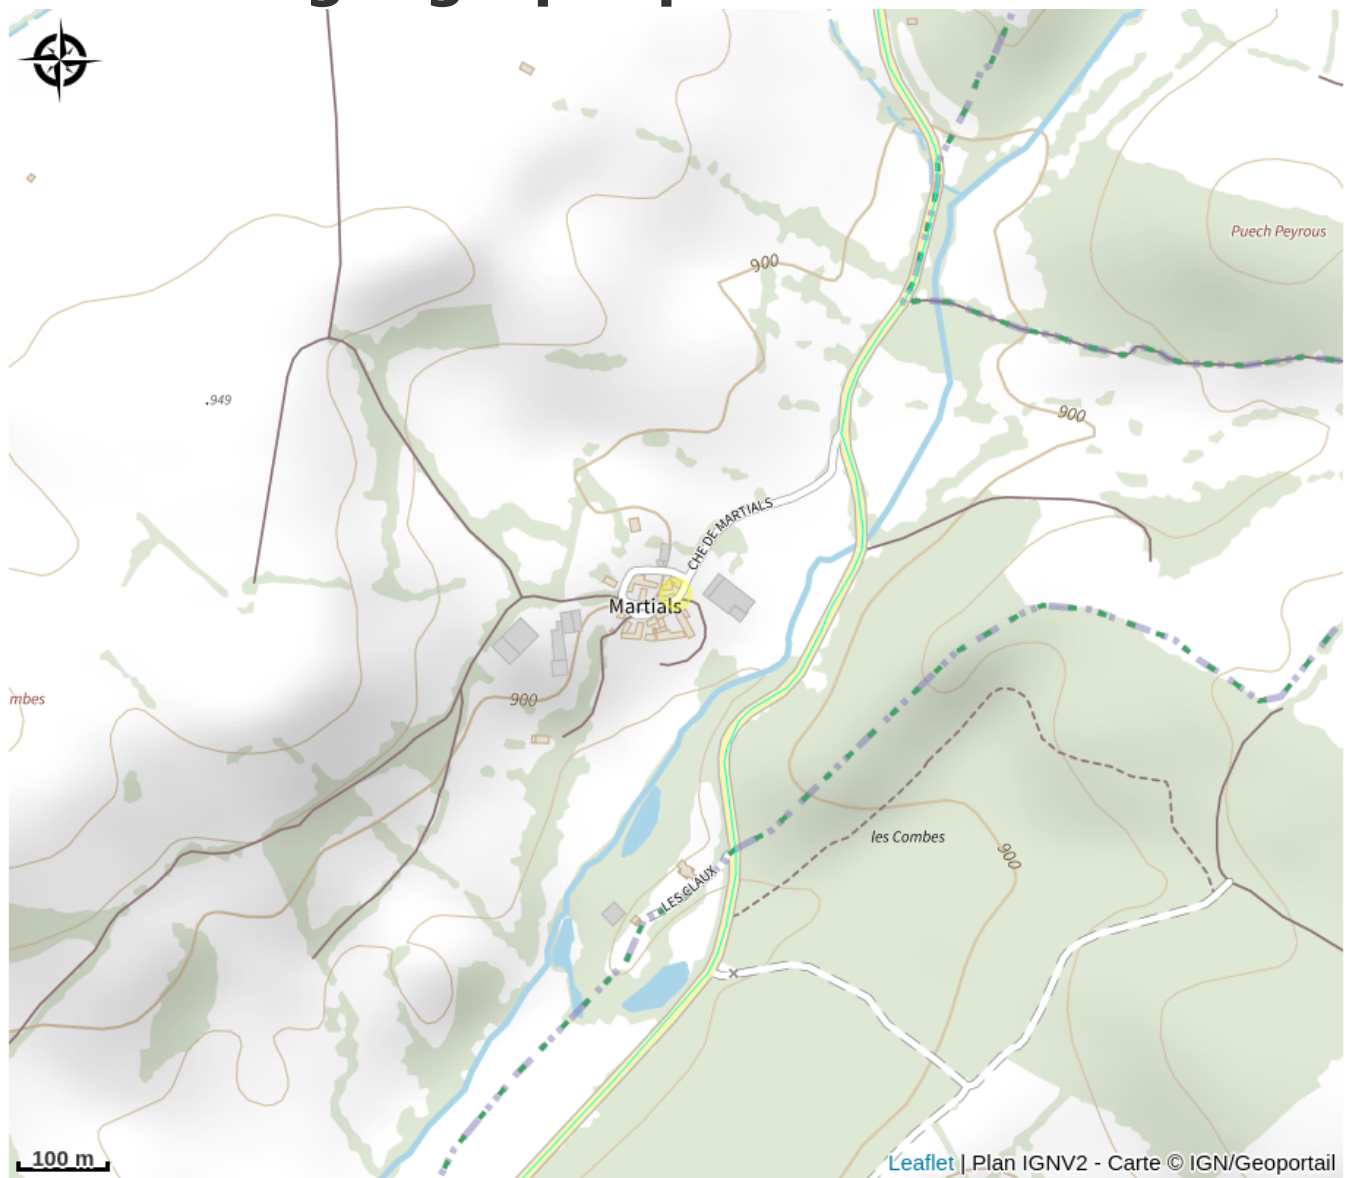 Puech Peyrous
900
.949
900
CHE DE MARTIALS
Martials
mbes
900
les Combes
900
LES CLAUX
100 m
Leaflet | Plan IGNV2 - Carte © IGN/Geoportail